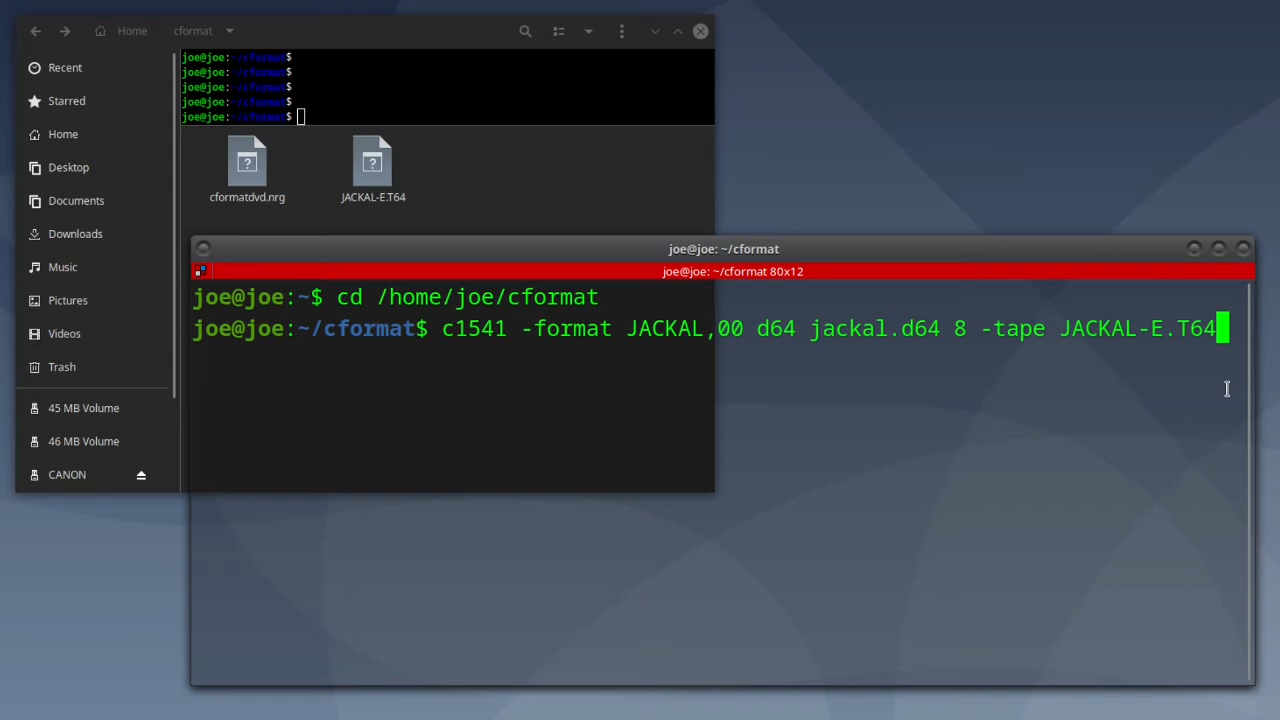 Home cformat
joe@joe:~/cformat$
joe@joe:~/cformat$
joe@joe:~/cformat$
joe@joe:~/cformat$
joe@joe:~/cformat$
Recent
Starred
Home
Desktop
Documents
Downloads
Music
Pictures
Videos
Trash
45 MB Volume
46 MB Volume
CANON
cformatdvd.nrg JACKAL-E.T64
joe@joe: ~/cformat
joe@joe: ~/cformat 80x12
joe@joe:~$ cd /home/joe/cformat
joe@joe:~/cformat$ c1541 -format JACKAL,00 d64 jackal.d64 8 -tape JACKAL-E.T64